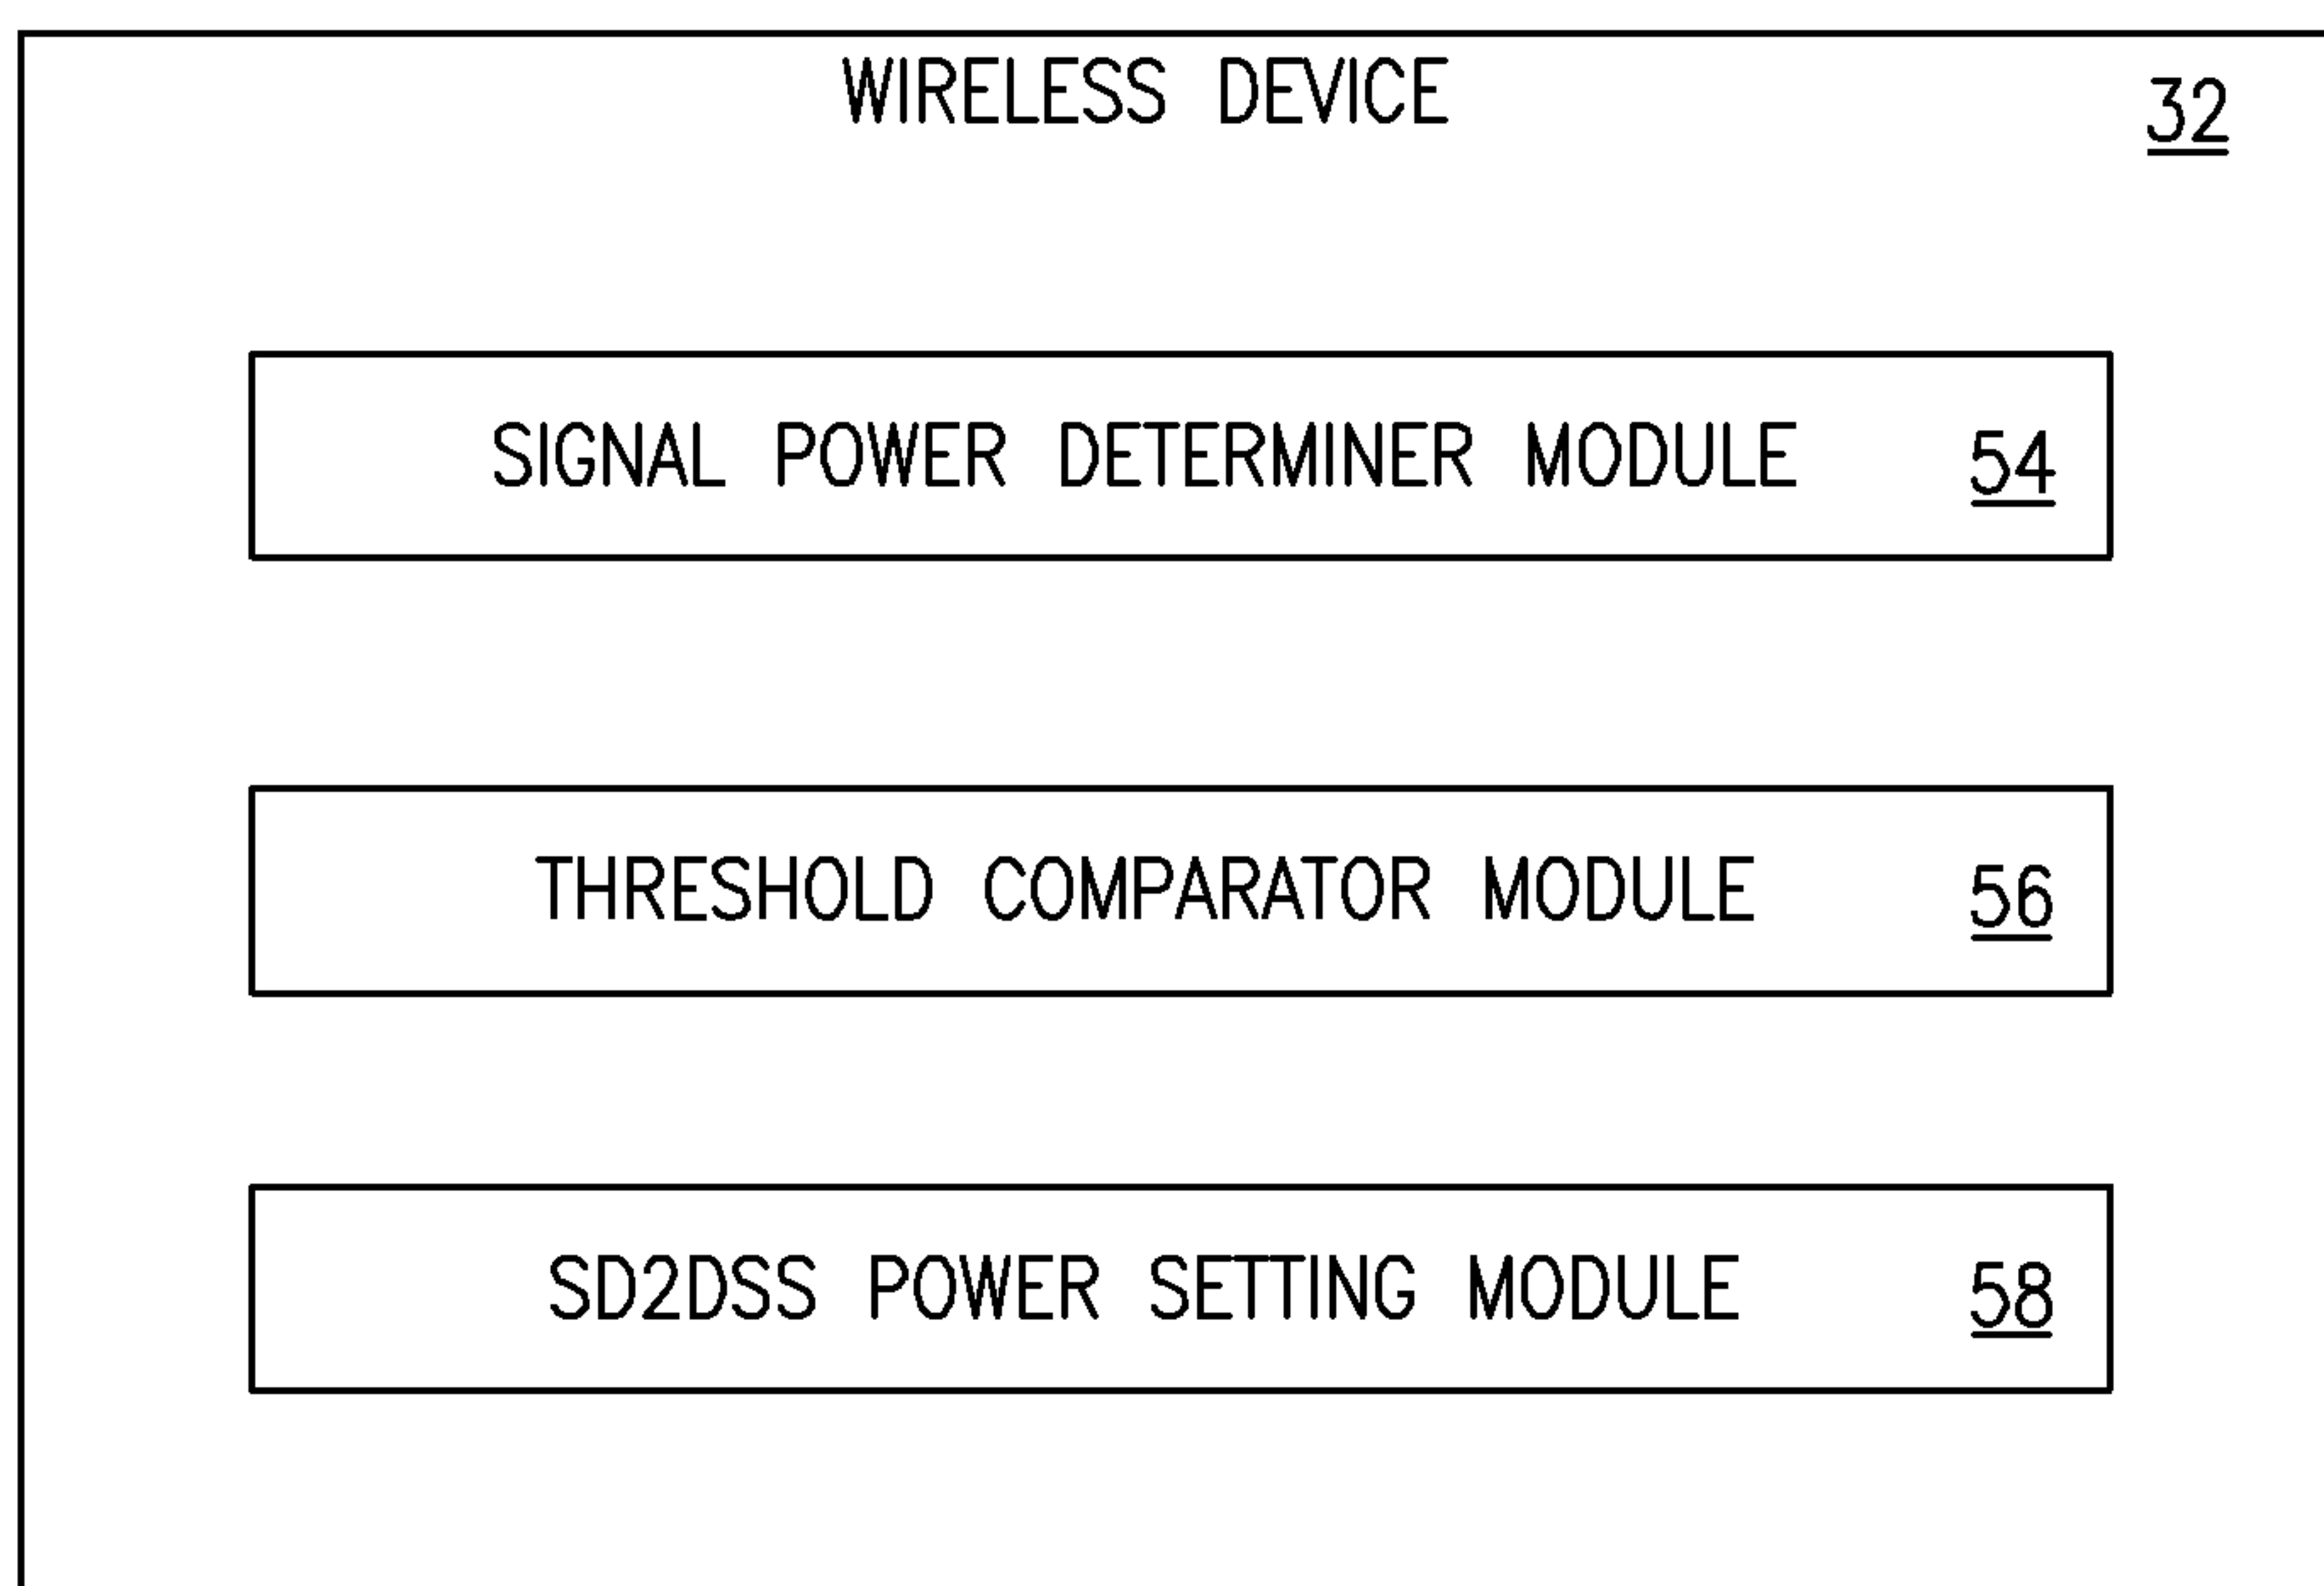 WIRELESS DEVICE 32
SIGNAL POWER DETERMINER MODULE 54
THRESHOLD COMPARATOR MODULE 56
SD2DSS POWER SETTING MODULE 58